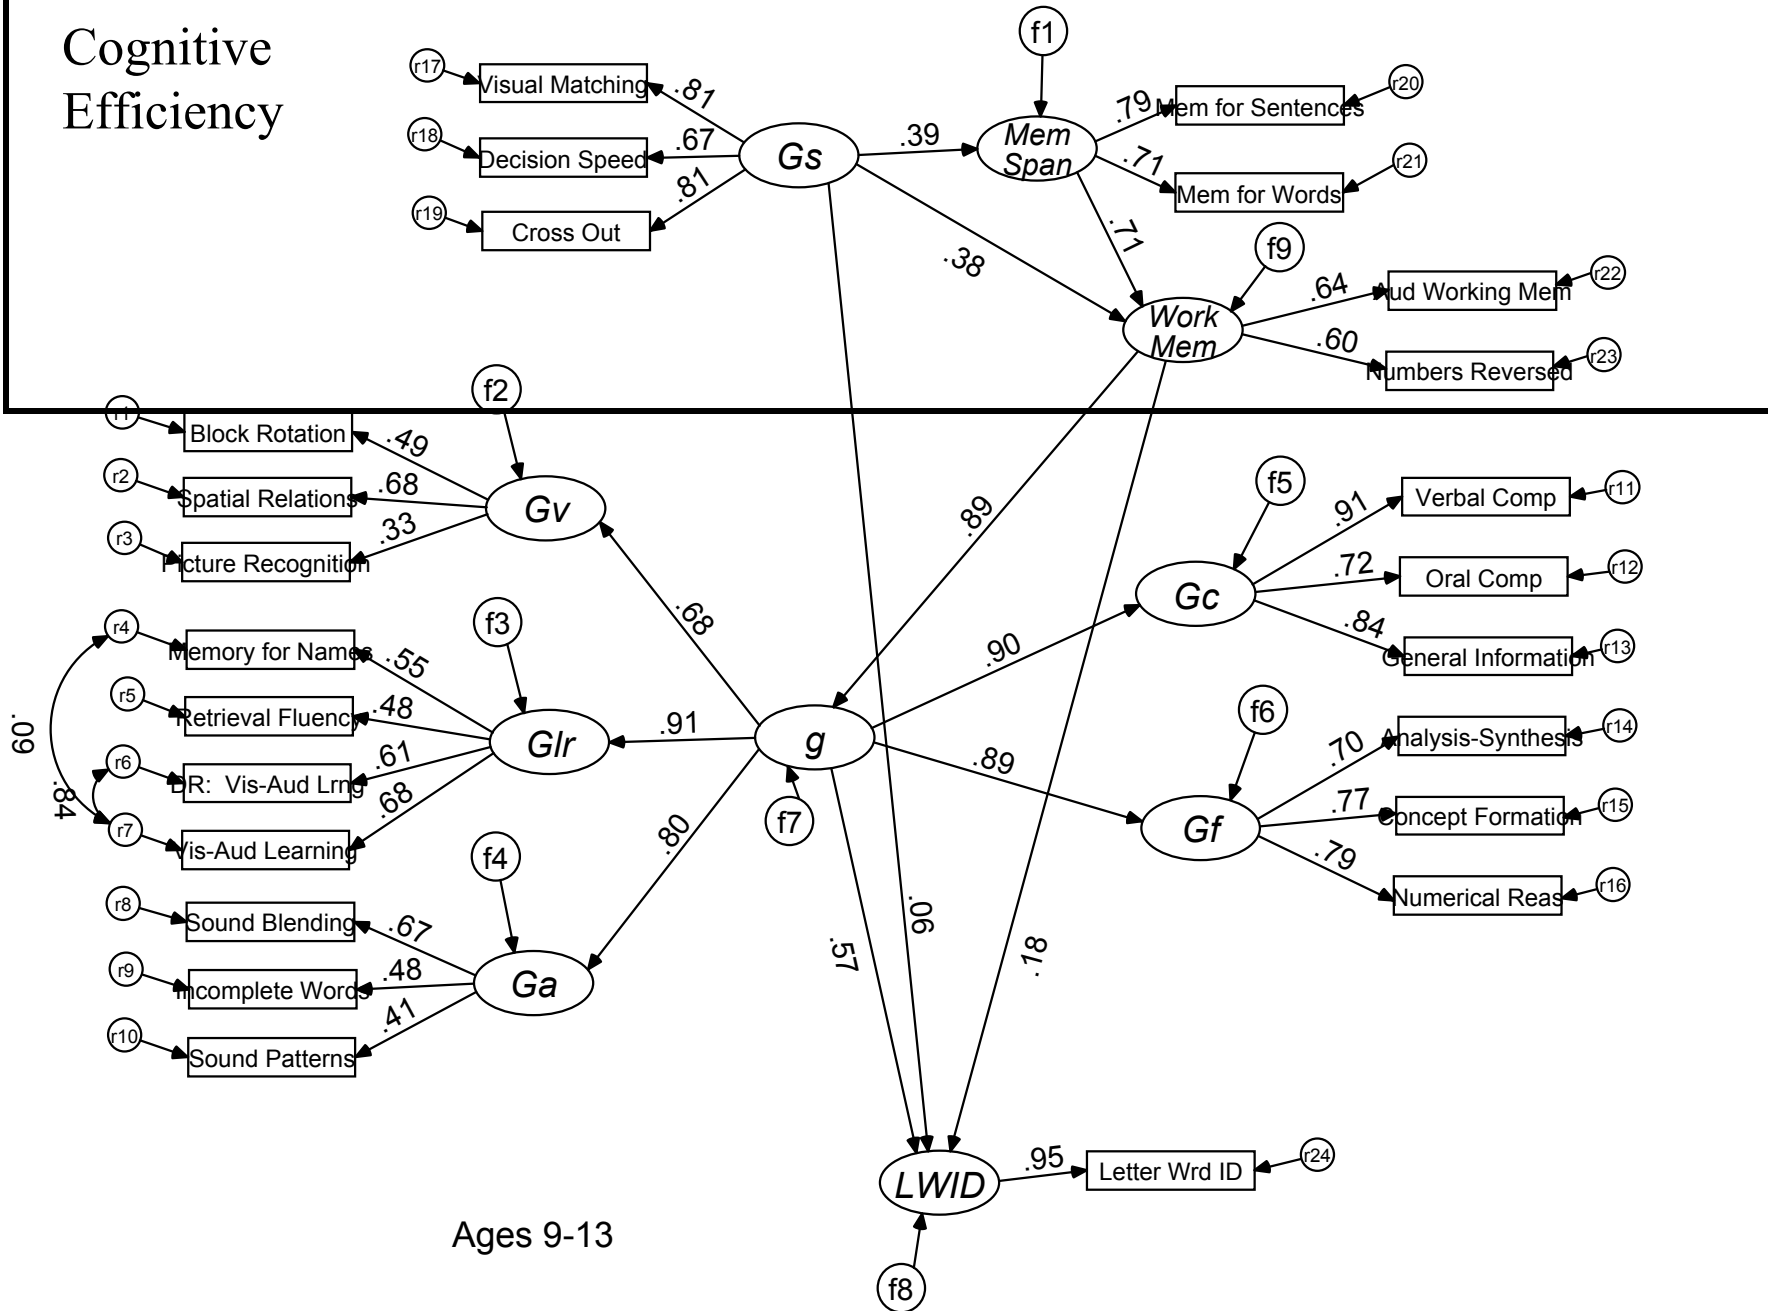 Cognitive
Efficiency
f1
r17
Visual Matching
.81
r18
Decision Speed
.67
r19
Cross Out
.81
Gs
.39
Mem
Span
.79
Mem for Sentences
r20
.71
Mem for Words
r21
.71
.38
f9
Work
Mem
.64
Aud Working Mem
r22
.60
Numbers Reversed
r23
f2
r1
Block Rotation
.49
r2
Spatial Relations
.68
r3
Picture Recognition
.33
Gv
.89
f5
.91
Verbal Comp
r11
Gc
.72
Oral Comp
r12
.84
General Information
r13
.68
.90
f3
r4
Memory for Names
.55
r5
Retrieval Fluency
.48
r6
DR: Vis-Aud Lrng
.61
r7
Vis-Aud Learning
.68
.09
.84
Glr
.91
g
f7
.89
f6
.70
Analysis-Synthesis
r14
Gf
.77
Concept Formation
r15
.79
Numerical Reas
r16
.80
f4
r8
Sound Blending
.67
r9
Incomplete Words
.48
r10
Sound Patterns
.41
Ga
.57
.06
.18
LWID
.95
Letter Wrd ID
r24
Ages 9-13
f8